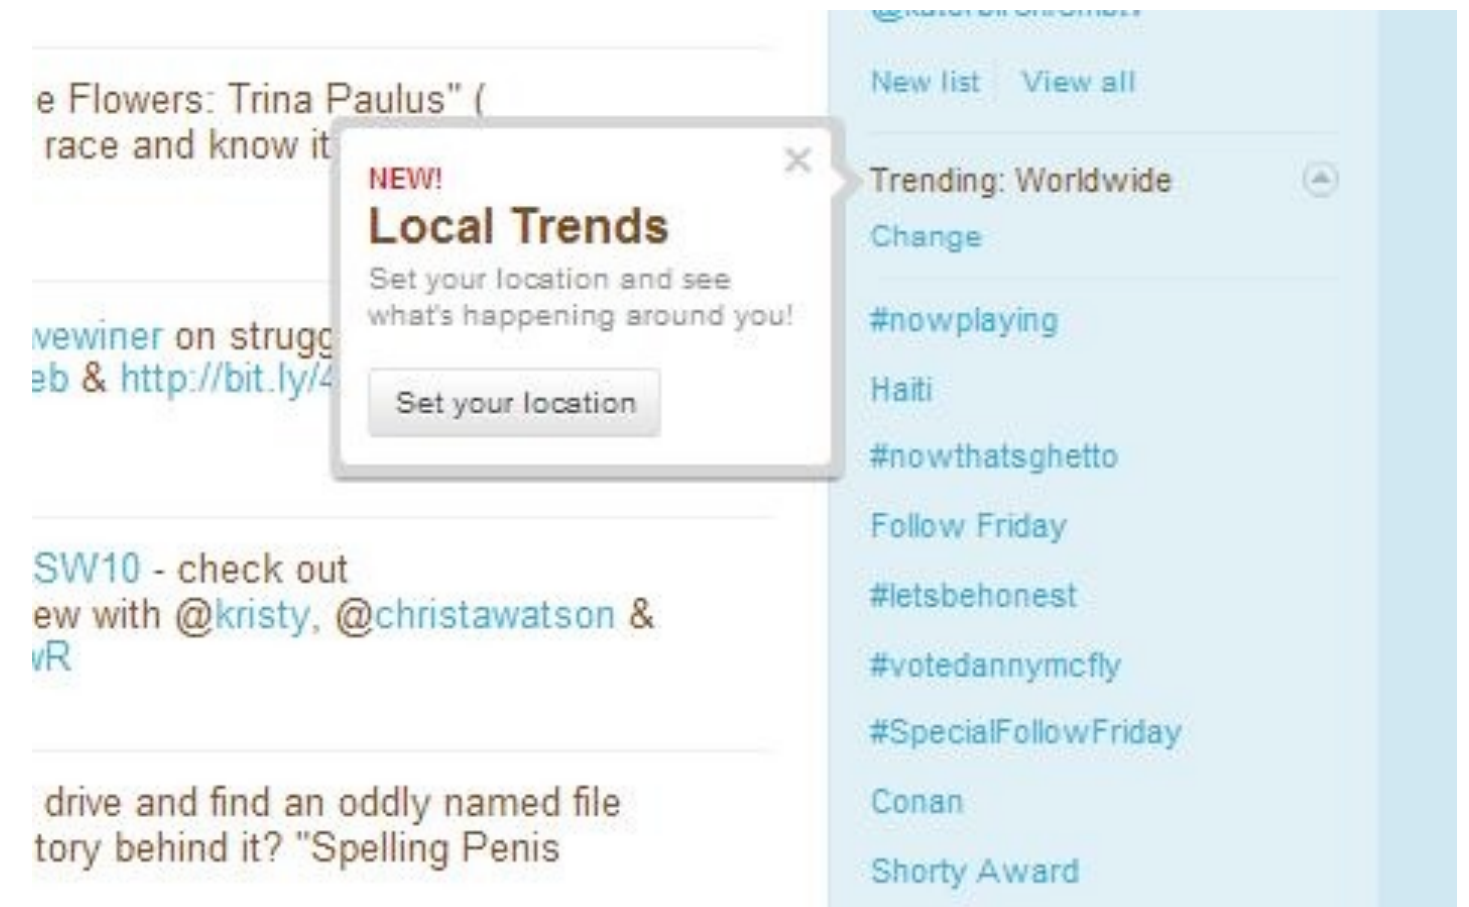 e Flowers: Trina Paulus" (
race and know it
NEW!
Local Trends
Set your location and see
what's happening around you!
Set your location
vewiner on strugg
eb & http://bit.ly/4
SW10 - check out
ew with @kristy, @christawatson &
wR
drive and find an oddly named file
tory behind it? "Spelling Penis
New list View all
Trending: Worldwide
Change
#nowplaying
Haiti
#nowthatsghetto
Follow Friday
#letsbehonest
#votedannymcfly
#SpecialFollowFriday
Conan
Shorty Award